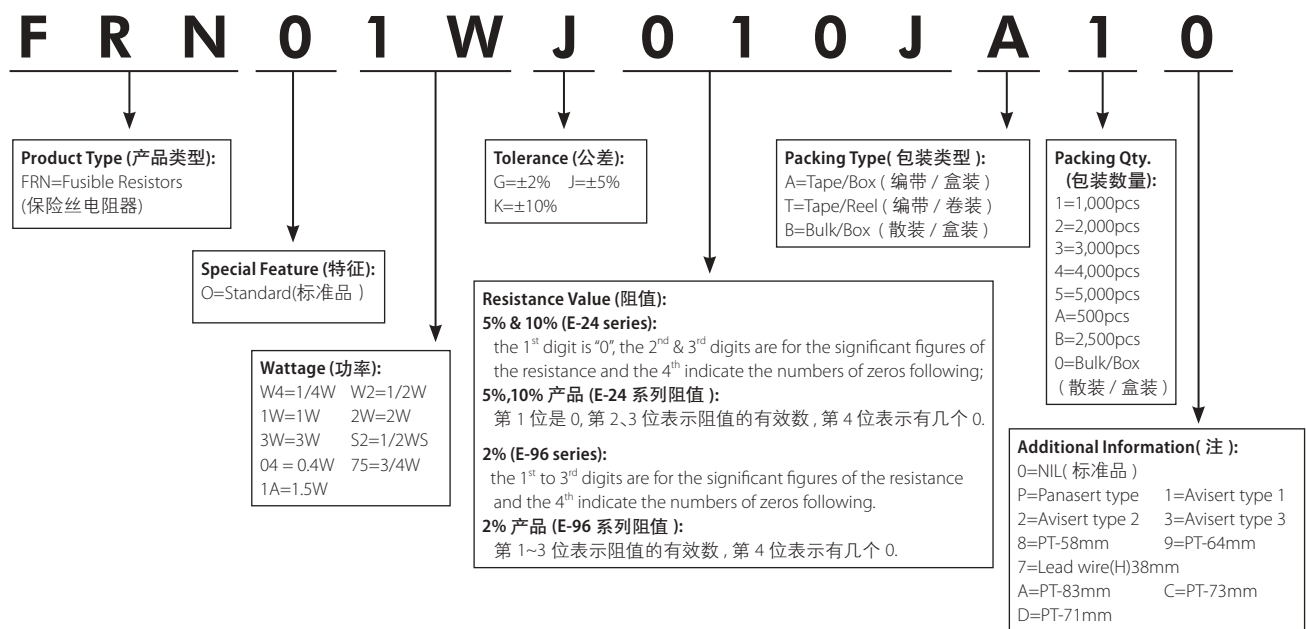 F R N 0 1 W J 0 1 0 J A 1 0
Product Type (产品类型):
FRN=Fusible Resistors
(保险丝电阻器)
Special Feature (特征):
O=Standard(标准品 )
Wattage (功率):
W4=1/4W W2=1/2W
1W=1W 2W=2W
3W=3W S2=1/2WS
04 = 0.4W 75=3/4W
1A=1.5W
Tolerance (公差):
G=±2% J=±5%
K=±10%
Resistance Value (阻值):
5% & 10% (E-24 series):
the 1st digit is “0”, the 2nd & 3rd digits are for the significant figures of
the resistance and the 4th indicate the numbers of zeros following;
5%,10% 产品 (E-24 系列阻值 ):
第 1 位是 0, 第 2、3 位表示阻值的有效数 , 第 4 位表示有几个 0.
2% (E-96 series):
the 1st to 3rd digits are for the significant figures of the resistance
and the 4th indicate the numbers of zeros following.
2% 产品 (E-96 系列阻值 ):
第 1~3 位表示阻值的有效数 , 第 4 位表示有几个 0.
Packing Type( 包装类型 ):
A=Tape/Box ( 编带 / 盒装 )
T=Tape/Reel ( 编带 / 卷装 )
B=Bulk/Box ( 散装 / 盒装 )
Packing Qty.
(包装数量):
1=1,000pcs
2=2,000pcs
3=3,000pcs
4=4,000pcs
5=5,000pcs
A=500pcs
B=2,500pcs
0=Bulk/Box
( 散装 / 盒装 )
Additional Information( 注 ):
0=NIL( 标准品 )
P=Panasert type 1=Avisert type 1
2=Avisert type 2 3=Avisert type 3
8=PT-58mm 9=PT-64mm
7=Lead wire(H)38mm
A=PT-83mm C=PT-73mm
D=PT-71mm